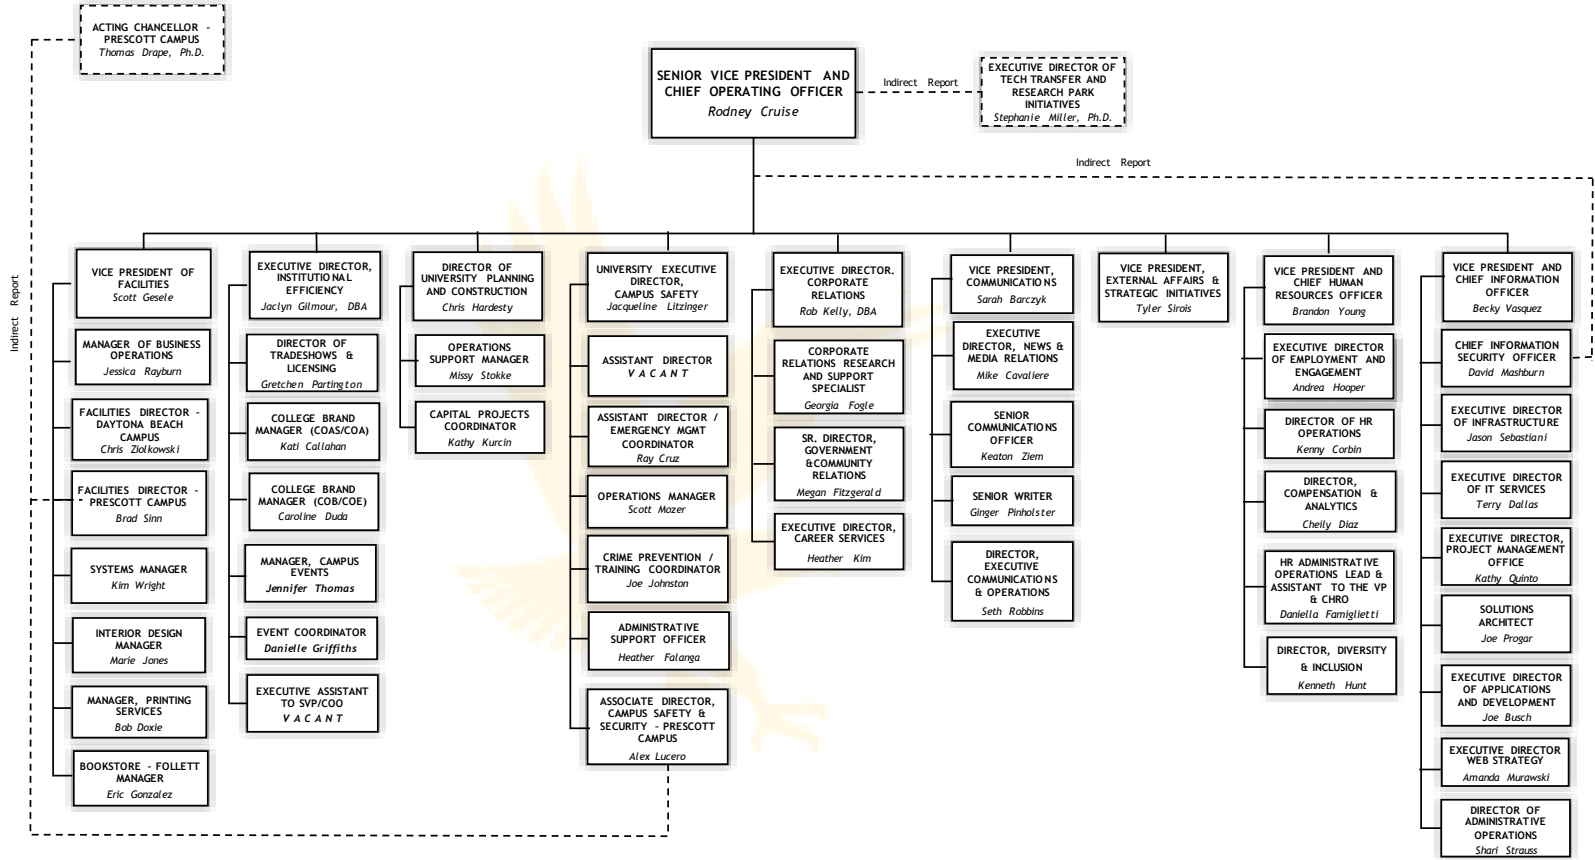 ACTING CHANCELLOR -
PRESCOTT CAMPUS
Thomas Drape, Ph.D.
SENIOR VICE PRESIDENT AND
CHIEF OPERATING OFFICER
Rodney Cruise
Indirect Report
EXECUTIVE DIRECTOR OF
TECH TRANSFER AND
RESEARCH PARK
INITIATIVES
Stephanie Miller, Ph.D.
Indirect Report
Indirect Report
VICE PRESIDENT OF
FACILITIES
Scott Gesele
MANAGER OF BUSINESS
OPERATIONS
Jessica Rayburn
FACILITIES DIRECTOR -
DAYTONA BEACH
CAMPUS
Chris Ziolkowski
FACILITIES DIRECTOR -
PRESCOTT CAMPUS
Brad Sinn
SYSTEMS MANAGER
Kim Wright
INTERIOR DESIGN
MANAGER
Marie Jones
MANAGER, PRINTING
SERVICES
Bob Doxie
BOOKSTORE - FOLLETT
MANAGER
Eric Gonzalez
EXECUTIVE DIRECTOR,
INSTITUTIONAL
EFFICIENCY
Jaclyn Gilmour, DBA
DIRECTOR OF
TRADESHOWS &
LICENSING
Gretchen Partington
COLLEGE BRAND
MANAGER (COAS/COA)
Kati Callahan
COLLEGE BRAND
MANAGER (COB/COE)
Caroline Duda
MANAGER, CAMPUS
EVENTS
Jennifer Thomas
EVENT COORDINATOR
Danielle Griffiths
EXECUTIVE ASSISTANT
TO SVP/COO
V A C A N T
DIRECTOR OF
UNIVERSITY PLANNING
AND CONSTRUCTION
Chris Hardesty
OPERATIONS
SUPPORT MANAGER
Missy Stokke
CAPITAL PROJECTS
COORDINATOR
Kathy Kurcin
UNIVERSITY EXECUTIVE
DIRECTOR,
CAMPUS SAFETY
Jacqueline Litzinger
ASSISTANT DIRECTOR
V A C A N T
ASSISTANT DIRECTOR /
EMERGENCY MGMT
COORDINATOR
Ray Cruz
OPERATIONS MANAGER
Scott Mozer
CRIME PREVENTION /
TRAINING COORDINATOR
Joe Johnston
ADMINISTRATIVE
SUPPORT OFFICER
Heather Falanga
ASSOCIATE DIRECTOR,
CAMPUS SAFETY &
SECURITY - PRESCOTT
CAMPUS
Alex Lucero
EXECUTIVE DIRECTOR.
CORPORATE
RELATIONS
Rob Kelly, DBA
CORPORATE
RELATIONS RESEARCH
AND SUPPORT
SPECIALIST
Georgia Fogle
SR. DIRECTOR,
GOVERNMENT
&COMMUNITY
RELATIONS
Megan Fitzgerald
EXECUTIVE DIRECTOR,
CAREER SERVICES
Heather Kim
VICE PRESIDENT,
COMMUNICATIONS
Sarah Barczyk
EXECUTIVE
DIRECTOR, NEWS &
MEDIA RELATIONS
Mike Cavaliere
SENIOR
COMMUNICATIONS
OFFICER
Keaton Ziem
SENIOR WRITER
Ginger Pinholster
DIRECTOR,
EXECUTIVE
COMMUNICATIONS
& OPERATIONS
Seth Robbins
VICE PRESIDENT,
EXTERNAL AFFAIRS &
STRATEGIC INITIATIVES
Tyler Sirois
VICE PRESIDENT AND
CHIEF HUMAN
RESOURCES OFFICER
Brandon Young
EXECUTIVE DIRECTOR
OF EMPLOYMENT AND
ENGAGEMENT
Andrea Hooper
DIRECTOR OF HR
OPERATIONS
Kenny Corbin
DIRECTOR,
COMPENSATION &
ANALYTICS
Cheily Diaz
HR ADMINISTRATIVE
OPERATIONS LEAD &
ASSISTANT TO THE VP
& CHRO
Daniella Famiglietti
DIRECTOR, DIVERSITY
& INCLUSION
Kenneth Hunt
VICE PRESIDENT AND
CHIEF INFORMATION
OFFICER
Becky Vasquez
CHIEF INFORMATION
SECURITY OFFICER
David Mashburn
EXECUTIVE DIRECTOR
OF INFRASTRUCTURE
Jason Sebastiani
EXECUTIVE DIRECTOR
OF IT SERVICES
Terry Dallas
EXECUTIVE DIRECTOR,
PROJECT MANAGEMENT
OFFICE
Kathy Quinto
SOLUTIONS
ARCHITECT
Joe Progar
EXECUTIVE DIRECTOR
OF APPLICATIONS
AND DEVELOPMENT
Joe Busch
EXECUTIVE DIRECTOR
WEB STRATEGY
Amanda Murawski
DIRECTOR OF
ADMINISTRATIVE
OPERATIONS
Shari Strauss